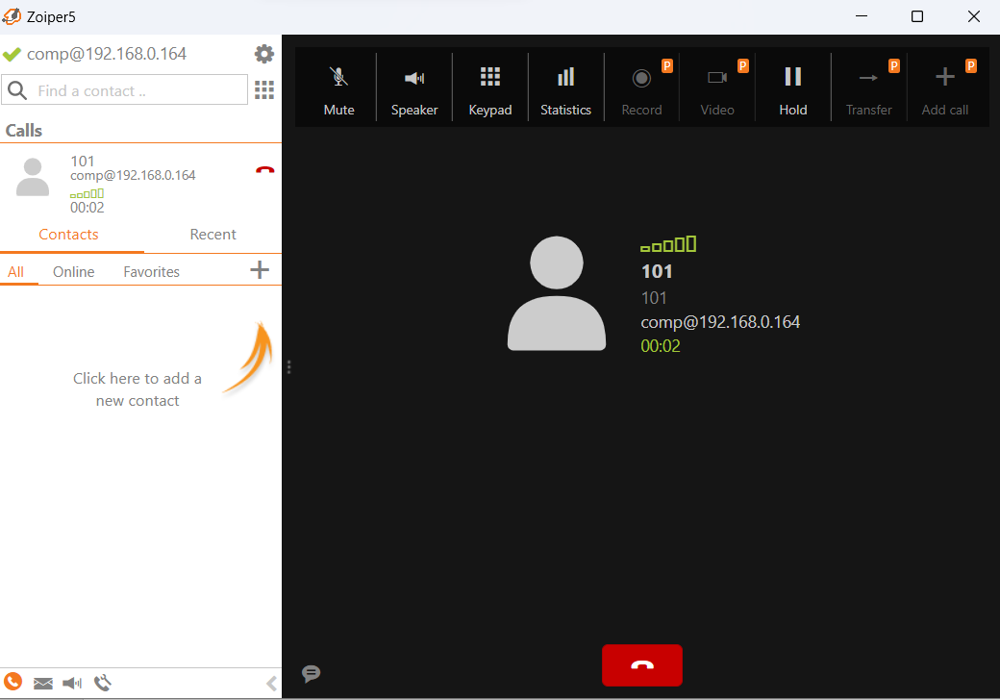 Zoiper5
comp@192.168.0.164
Find a contact ..
Calls
101
comp@192.168.0.164
00:02
Contacts Recent
All Online Favorites
Click here to add a
new contact
P P P P
Mute Speaker Keypad Statistics Record Video Hold Transfer Add call
101
101
comp@192.168.0.164
00:02